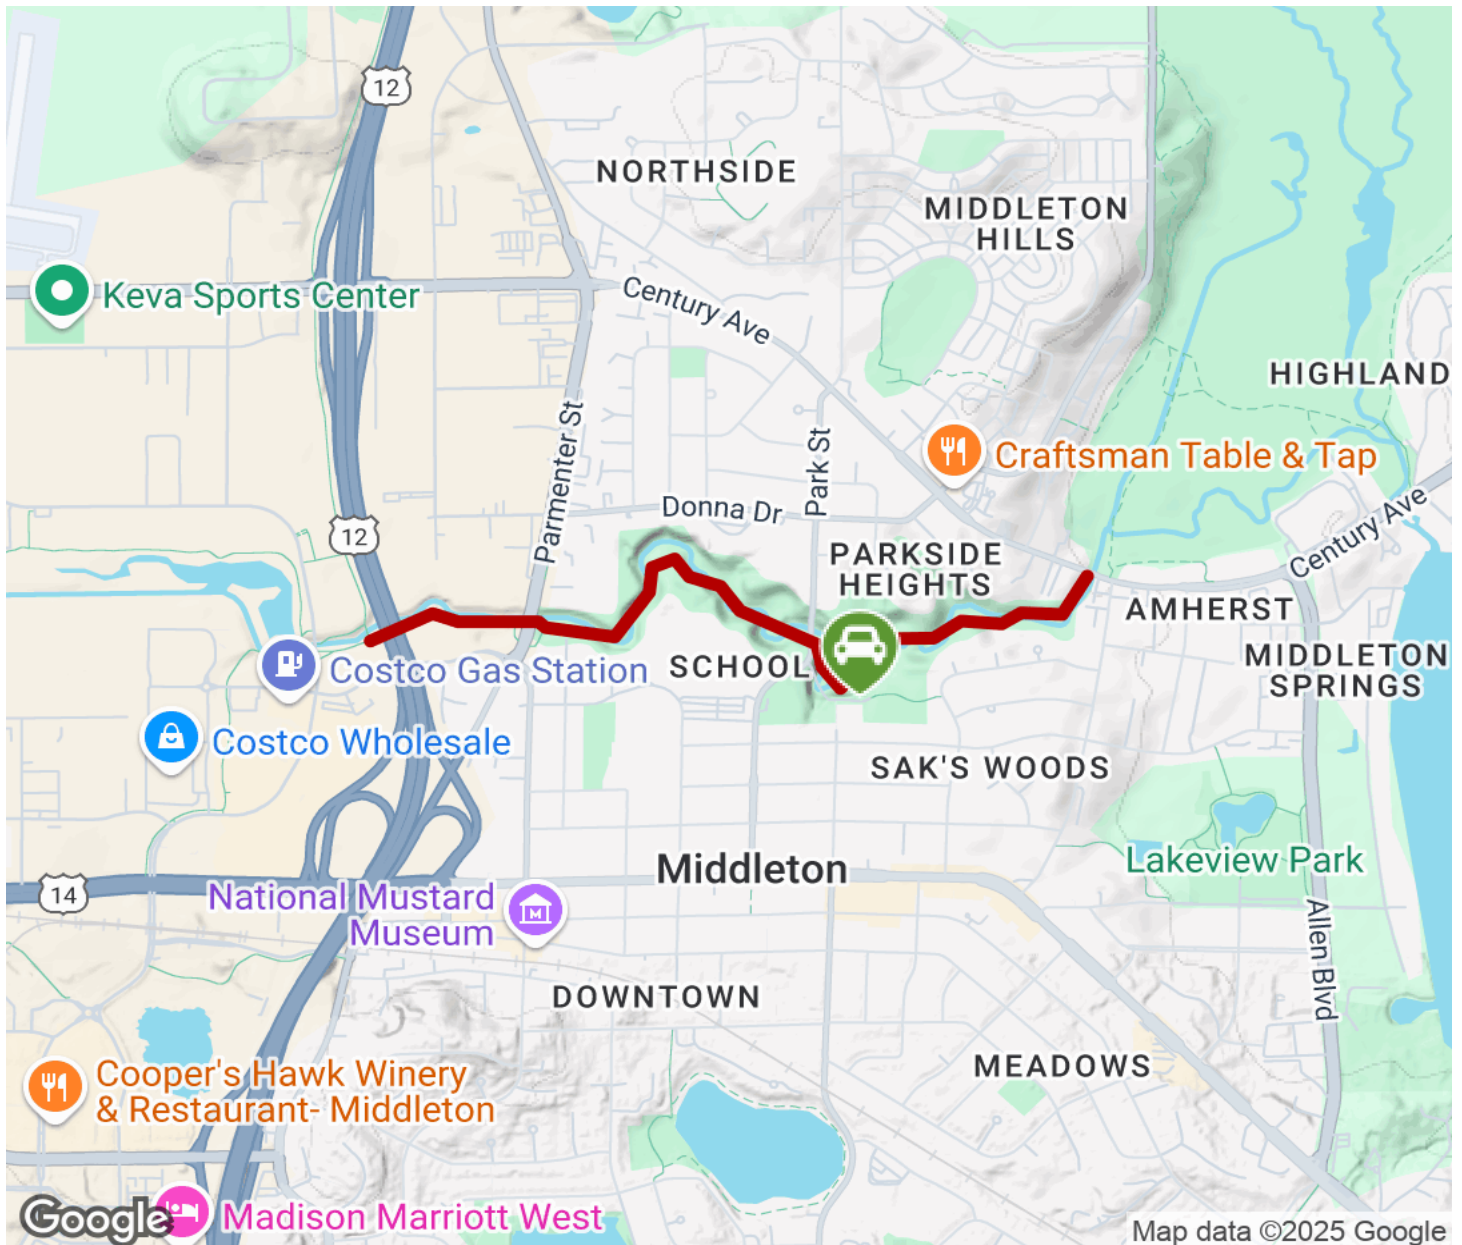 12
NORTHSIDE
MIDDLETON
HILLS
Keva Sports Center
Century Ave
HIGHLAND
Parmenter St
Park St
Craftsman Table & Tap
Donna Dr
Century Ave
12
PARKSIDE
HEIGHTS
AMHERST
Costco Gas Station
SCHOOL
MIDDLETON
SPRINGS
Costco Wholesale
SAK'S WOODS
Middleton
Lakeview Park
14
National Mustard
Museum
M
Allen Blvd
DOWNTOWN
MEADOWS
Cooper's Hawk Winery
& Restaurant- Middleton
Google
Madison Marriott West
Map data ©2025 Google